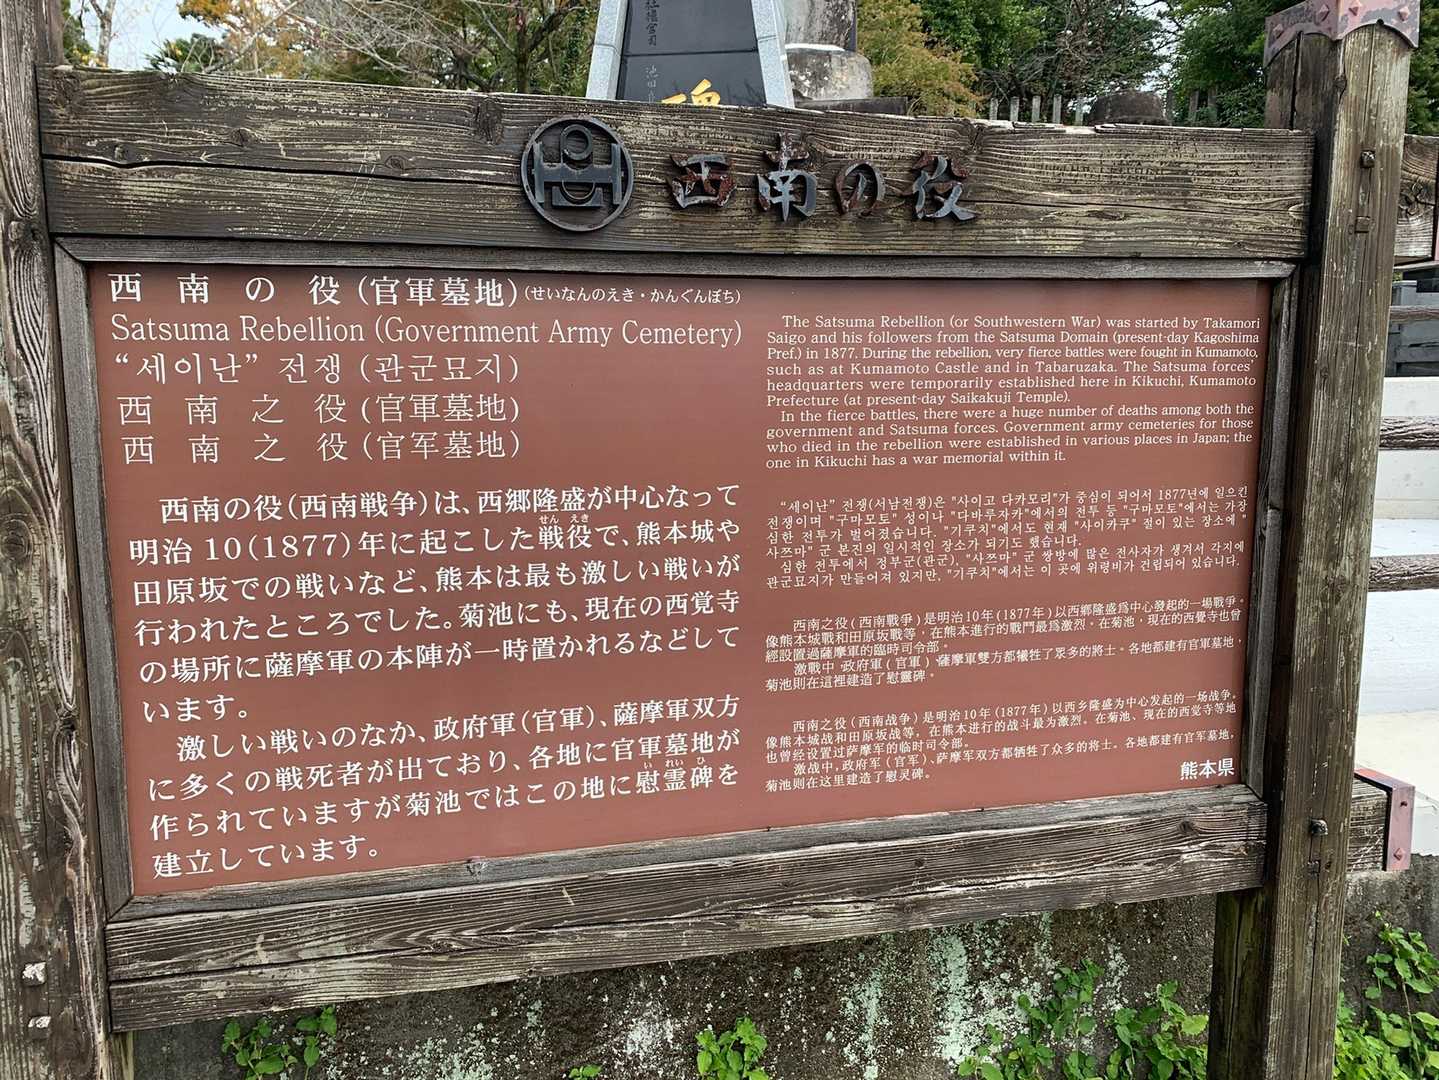 西南の役
西南の役(官軍墓地)(せいなんのえき・かんぐんぼち)
Satsuma Rebellion (Government Army Cemetery)
“세이난” 전쟁 (관군묘지)
西南之役(官軍墓地)
西南之役(官军墓地)
西南の役(西南戦争)は、西郷隆盛が中心なって
明治10(1877)年に起こした戦役で、熊本城や
田原坂での戦いなど、熊本は最も激しい戦いが
行われたところでした。菊池にも、現在の西覚寺
の場所に薩摩軍の本陣が一時置かれるなどして
います。
激しい戦いのなか、政府軍(官軍)、薩摩軍双方
に多くの戦死者が出ており、各地に官軍墓地が
作られていますが菊池ではこの地に慰霊碑を
建立しています。
The Satsuma Rebellion (or Southwestern War) was started by Takamori
Saigo and his followers from the Satsuma Domain (present-day Kagoshima
Pref.) in 1877. During the rebellion, very fierce battles were fought in Kumamoto,
such as at Kumamoto Castle and in Tabaruzaka. The Satsuma forces'
headquarters were temporarily established here in Kikuchi, Kumamoto
Prefecture (at present-day Saikakuji Temple).
In the fierce battles, there were a huge number of deaths among both the
government and Satsuma forces. Government army cemeteries for those
who died in the rebellion were established in various places in Japan; the
one in Kikuchi has a war memorial within it.
“세이난” 전쟁(서남전쟁)은 "사이고 다카모리"가 중심이 되어서 1877년에 일으킨
전쟁이며 "구마모토" 성이나 "다바루자카"에서의 전투 등 "구마모토"에서는 가장
심한 전투가 벌어졌습니다. "기쿠치"에서도 현재 "사이카쿠" 절이 있는 장소에 "
사쯔마" 군 본진의 일시적인 장소가 되기도 했습니다.
심한 전투에서 정부군(관군), "사쯔마" 군 쌍방에 많은 전사자가 생겨서 각지에
관군묘지가 만들어져 있지만, "기쿠치"에서는 이 곳에 위령비가 건립되어 있습니다.
西南之役(西南戰爭)是明治10年(1877年)以西鄉隆盛爲中心發起的一場戰爭。
像熊本城戰和田原坂戰等，在熊本進行的戰鬥最爲激烈。在菊池，現在的西覺寺也曾
經設置過薩摩軍的臨時司令部。
激戰中，政府軍(官軍)、薩摩軍雙方都犧牲了眾多的將士。各地都建有官軍墓地，
菊池則在這裡建造了慰靈碑。
西南之役(西南战争)是明治10年(1877年)以西乡隆盛为中心发起的一场战争。
像熊本城战和田原坂战等，在熊本进行的战斗最为激烈。在菊池、现在的西觉寺等地
也曾经设置过萨摩军的临时司令部。
激战中，政府军(官军)、萨摩军双方都牺牲了众多的将士。各地都建有官军墓地，
菊池则在这里建造了慰灵碑。
熊本県